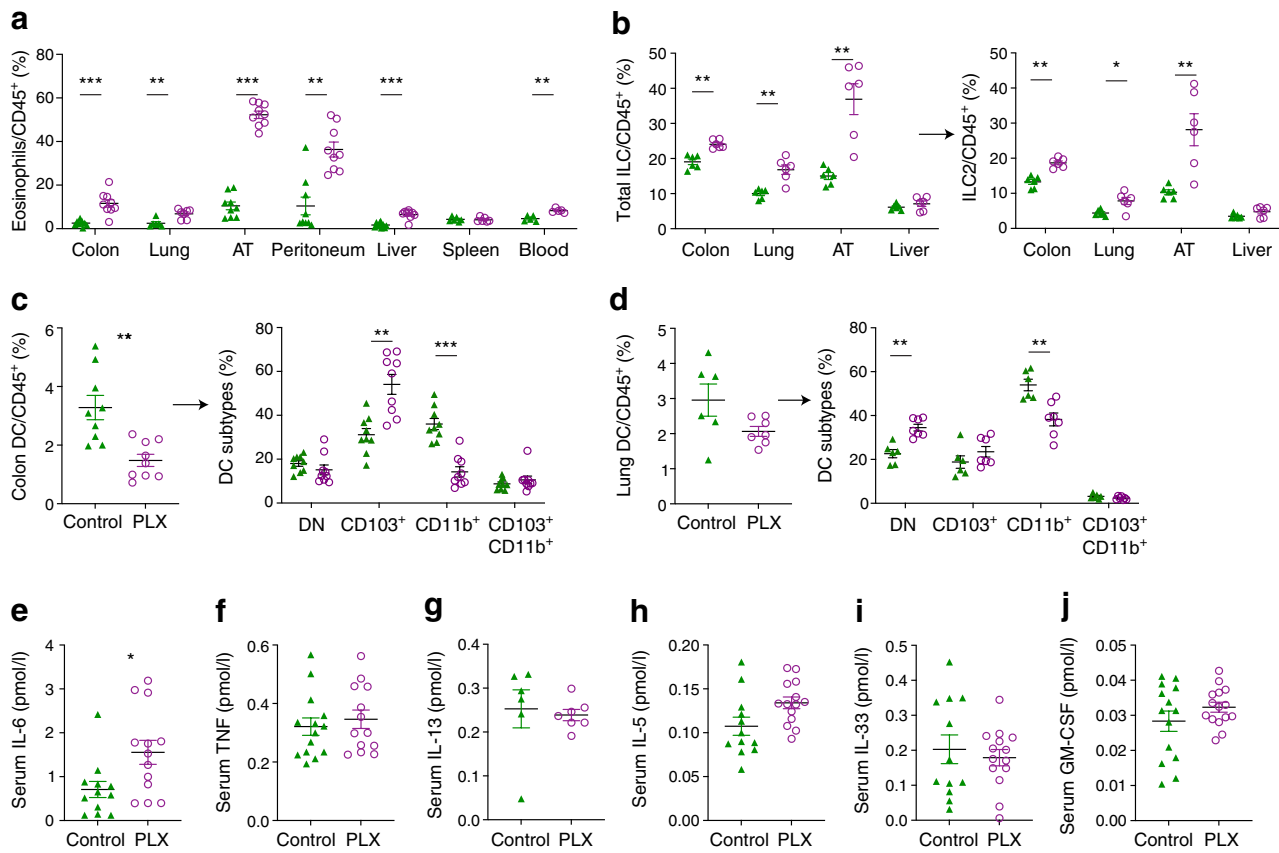 a
Eosinophils/CD45+ (%)
80
60
40
20
0
*** ** *** ** *** **
Colon Lung AT Peritoneum Liver Spleen Blood
b
Total ILC/CD45+ (%)
50
40
30
20
10
0
** ** **
Colon Lung AT Liver
ILC2/CD45+ (%)
50
40
30
20
10
0
** * **
Colon Lung AT Liver
c
Colon DC/CD45+ (%)
6
4
2
0
**
Control PLX
DC subtypes (%)
80
60
40
20
0
** ***
DN CD103+ CD11b+ CD103+
CD11b+
d
Lung DC/CD45+ (%)
5
4
3
2
1
0
Control PLX
DC subtypes (%)
80
60
40
20
0
** **
DN CD103+ CD11b+ CD103+
CD11b+
e
Serum IL-6 (pmol/l)
4
3
2
1
0
*
Control PLX
f
Serum TNF (pmol/l)
0.6
0.4
0.2
0.0
Control PLX
g
Serum IL-13 (pmol/l)
0.4
0.3
0.2
0.1
0
Control PLX
h
Serum IL-5 (pmol/l)
0.20
0.15
0.10
0.05
0.00
Control PLX
i
Serum IL-33 (pmol/l)
0.5
0.4
0.3
0.2
0.1
0.0
Control PLX
j
Serum GM-CSF (pmol/l)
0.05
0.04
0.03
0.02
0.01
0.00
Control PLX